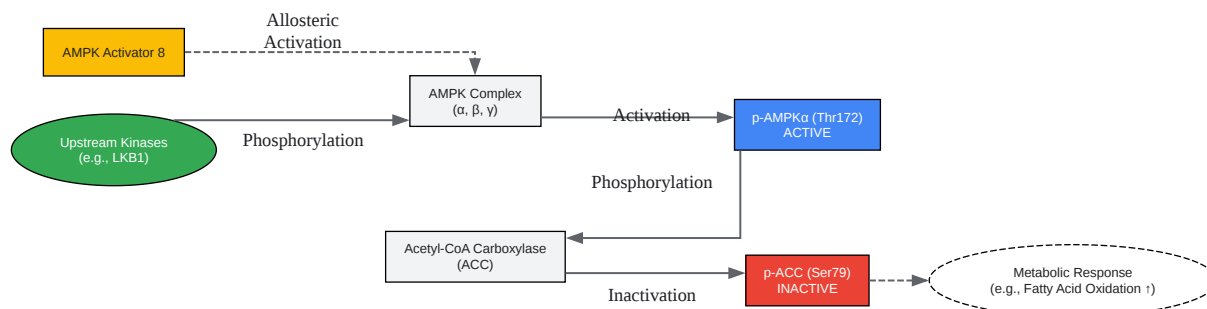 Allosteric
Activation
AMPK Activator 8
AMPK Complex
(α, β, γ)
Activation
p-AMPKα (Thr172)
ACTIVE
Upstream Kinases
(e.g., LKB1)
Phosphorylation
Phosphorylation
Acetyl-CoA Carboxylase
(ACC)
Inactivation
p-ACC (Ser79)
INACTIVE
Metabolic Response
(e.g., Fatty Acid Oxidation ↑)